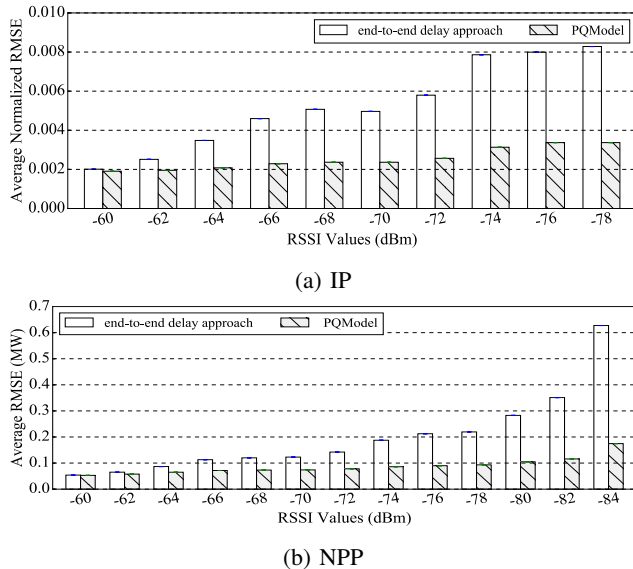 0.010
0.008
0.006
0.004
0.002
0.000
Average Normalized RMSE
end-to-end delay approach
PQModel
-60 -62 -64 -66 -68 -70 -72 -74 -76 -78
RSSI Values (dBm)
(a) IP
0.7
0.6
0.5
0.4
0.3
0.2
0.1
0.0
Average RMSE (MW)
end-to-end delay approach
PQModel
-60 -62 -64 -66 -68 -70 -72 -74 -76 -78 -80 -82 -84
RSSI Values (dBm)
(b) NPP